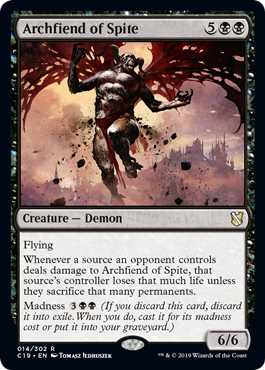 Archfiend of Spite 5
Creature — Demon
Flying
Whenever a source an opponent controls
deals damage to Archfiend of Spite, that
source's controller loses that much life unless
they sacrifice that many permanents.
Madness 3 (If you discard this card, discard
it into exile. When you do, cast it for its madness
cost or put it into your graveyard.)
6/6
014/302 R
C19 • EN Tomasz Jedruszek
™ & © 2019 Wizards of the Coast